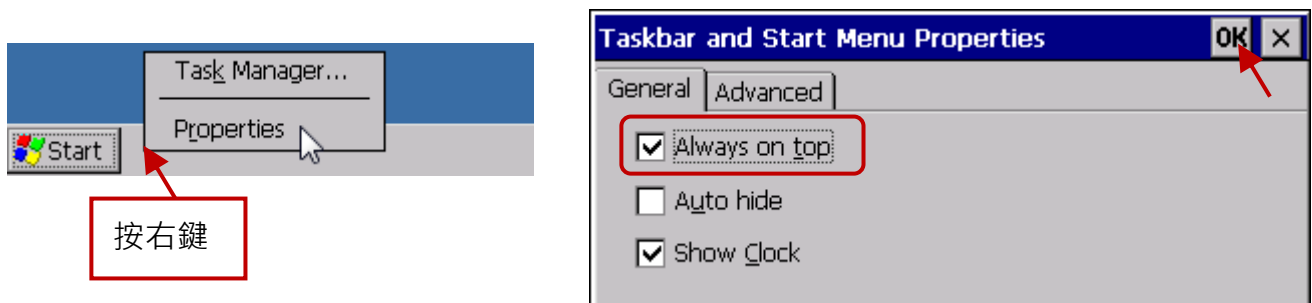 Task Manager...
Properties
Start
按右鍵
Taskbar and Start Menu Properties
OK
General Advanced
Always on top
Auto hide
Show Clock